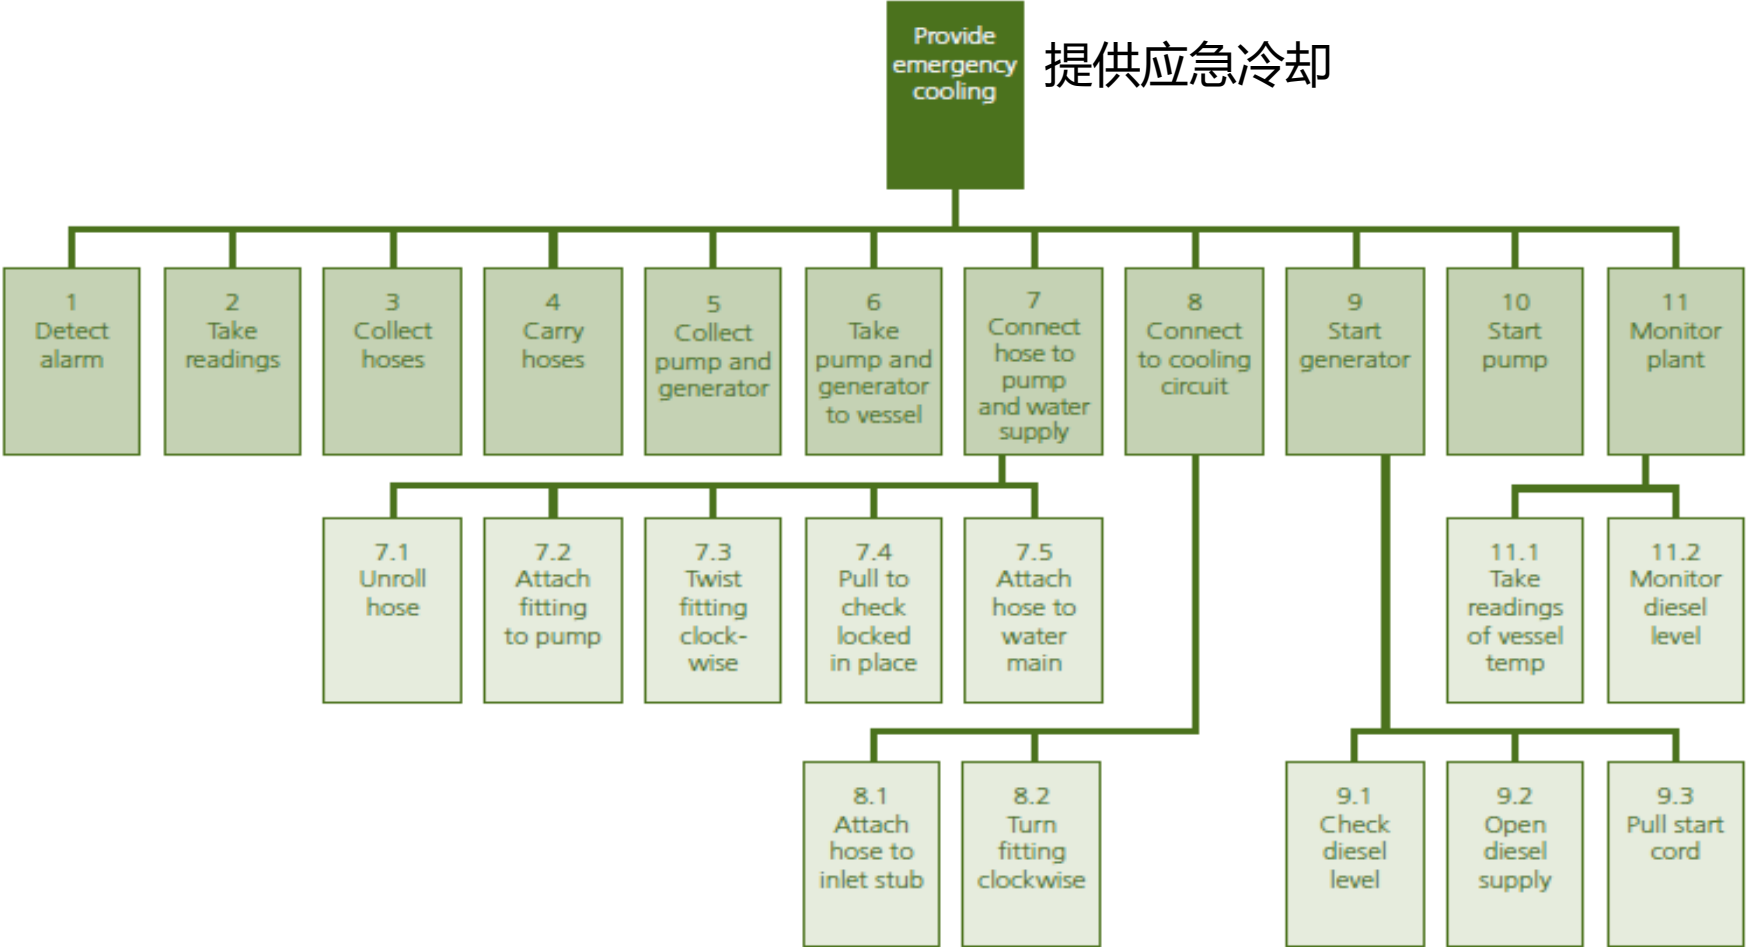 Provide
emergency
cooling
提供应急冷却
1
Detect
alarm
2
Take
readings
3
Collect
hoses
4
Carry
hoses
5
Collect
pump and
generator
6
Take
pump and
generator
to vessel
7
Connect
hose to
pump
and water
supply
8
Connect
to cooling
circuit
9
Start
generator
10
Start
pump
11
Monitor
plant
7.1
Unroll
hose
7.2
Attach
fitting
to pump
7.3
Twist
fitting
clock-
wise
7.4
Pull to
check
locked
in place
7.5
Attach
hose to
water
main
11.1
Take
readings
of vessel
temp
11.2
Monitor
diesel
level
8.1
Attach
hose to
inlet stub
8.2
Turn
fitting
clockwise
9.1
Check
diesel
level
9.2
Open
diesel
supply
9.3
Pull start
cord